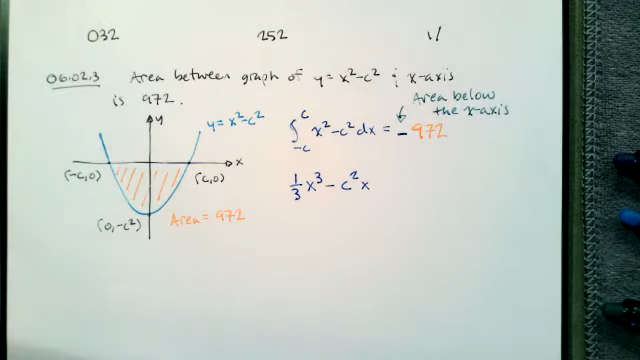 032 252 11
06.02.3 Area between graph of y = x² - c² & x-axis
is 972.
Area below
the x-axis
y
y = x² - c²
∫_{-c}^{c} x² - c² dx = - 972
x
(-c,0)
(c,0)
1/3 x³ - c² x
(0,-c²)
Area = 972